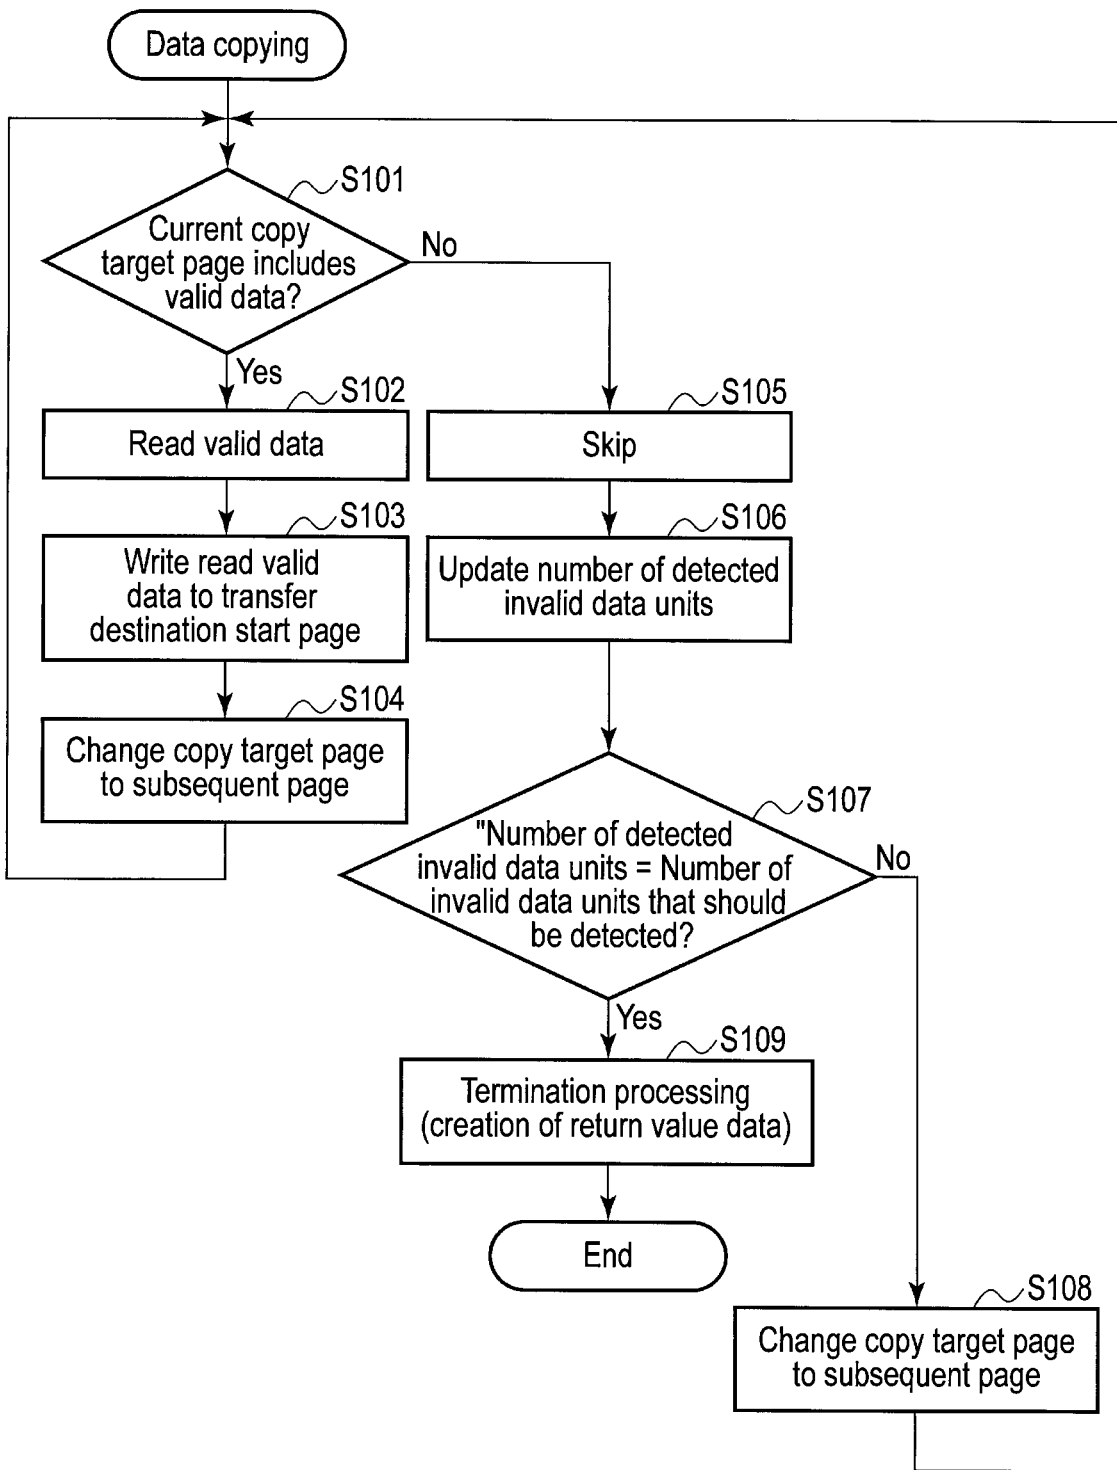 Data copying
S101
Current copy
target page includes
valid data?
No
Yes
S102
Read valid data
S105
Skip
S103
Write read valid
data to transfer
destination start page
S106
Update number of detected
invalid data units
S104
Change copy target page
to subsequent page
S107
"Number of detected
invalid data units = Number of
invalid data units that should
be detected?
No
Yes
S109
Termination processing
(creation of return value data)
End
S108
Change copy target page
to subsequent page